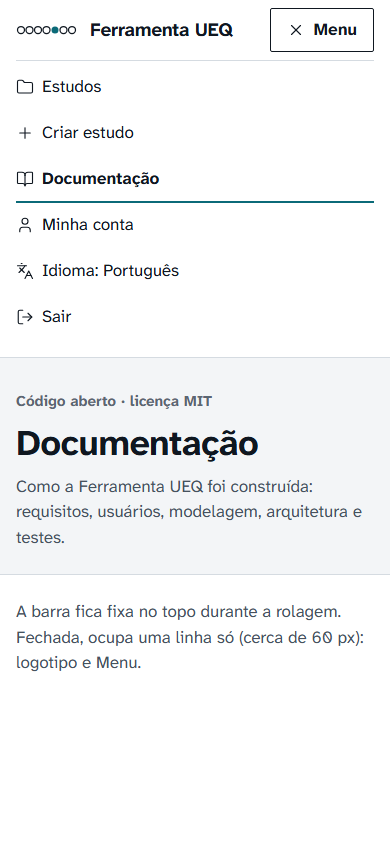 Ferramenta UEQ
Menu
Estudos
Criar estudo
Documentação
Minha conta
Idioma: Português
Sair
Código aberto · licença MIT
Documentação
Como a Ferramenta UEQ foi construída:
requisitos, usuários, modelagem, arquitetura e
testes.
A barra fica fixa no topo durante a rolagem.
Fechada, ocupa uma linha só (cerca de 60 px):
logotipo e Menu.